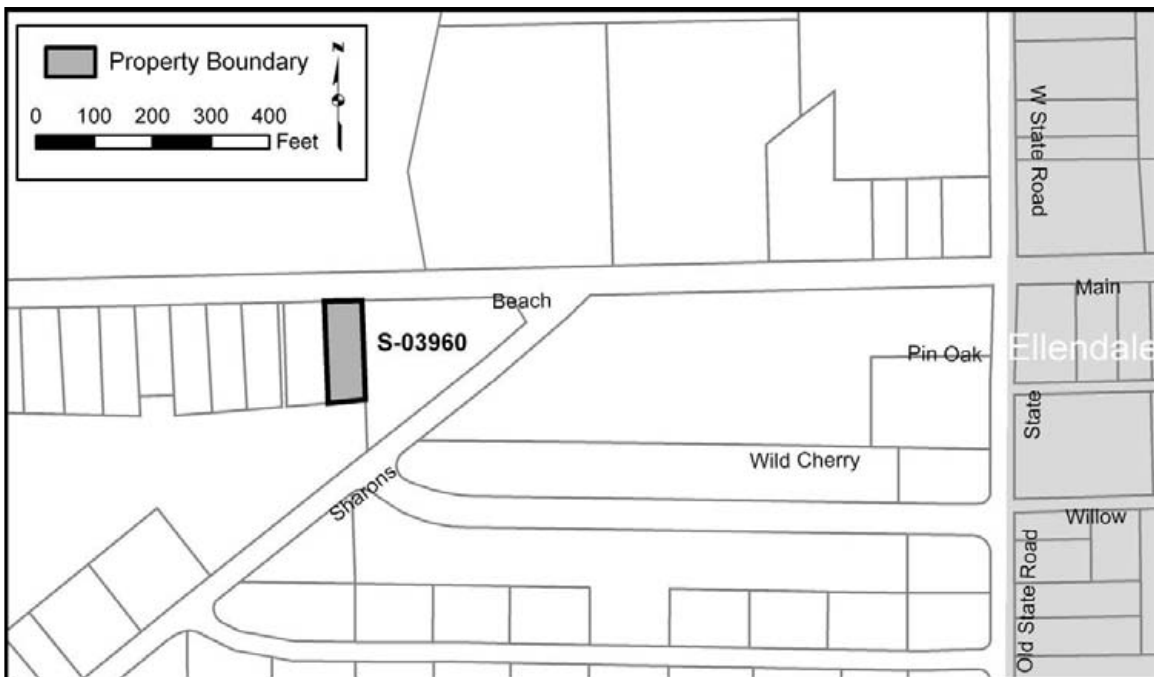 Property Boundary
N
0 100 200 300 400
Feet
W State Road
Beach
Main
S-03960
Pin Oak
Ellendale
State
Wild Cherry
Sharons
Willow
Old State Road